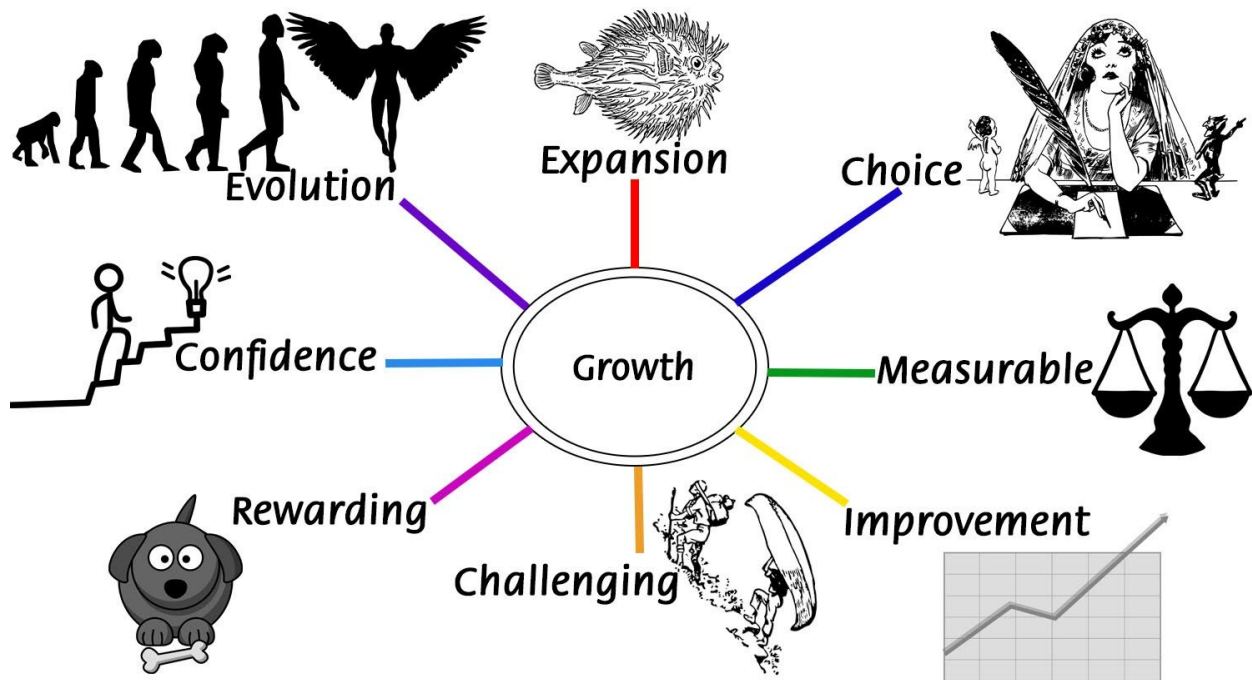 Evolution
Expansion
Choice
Confidence
Growth
Measurable
Rewarding
Challenging
Improvement